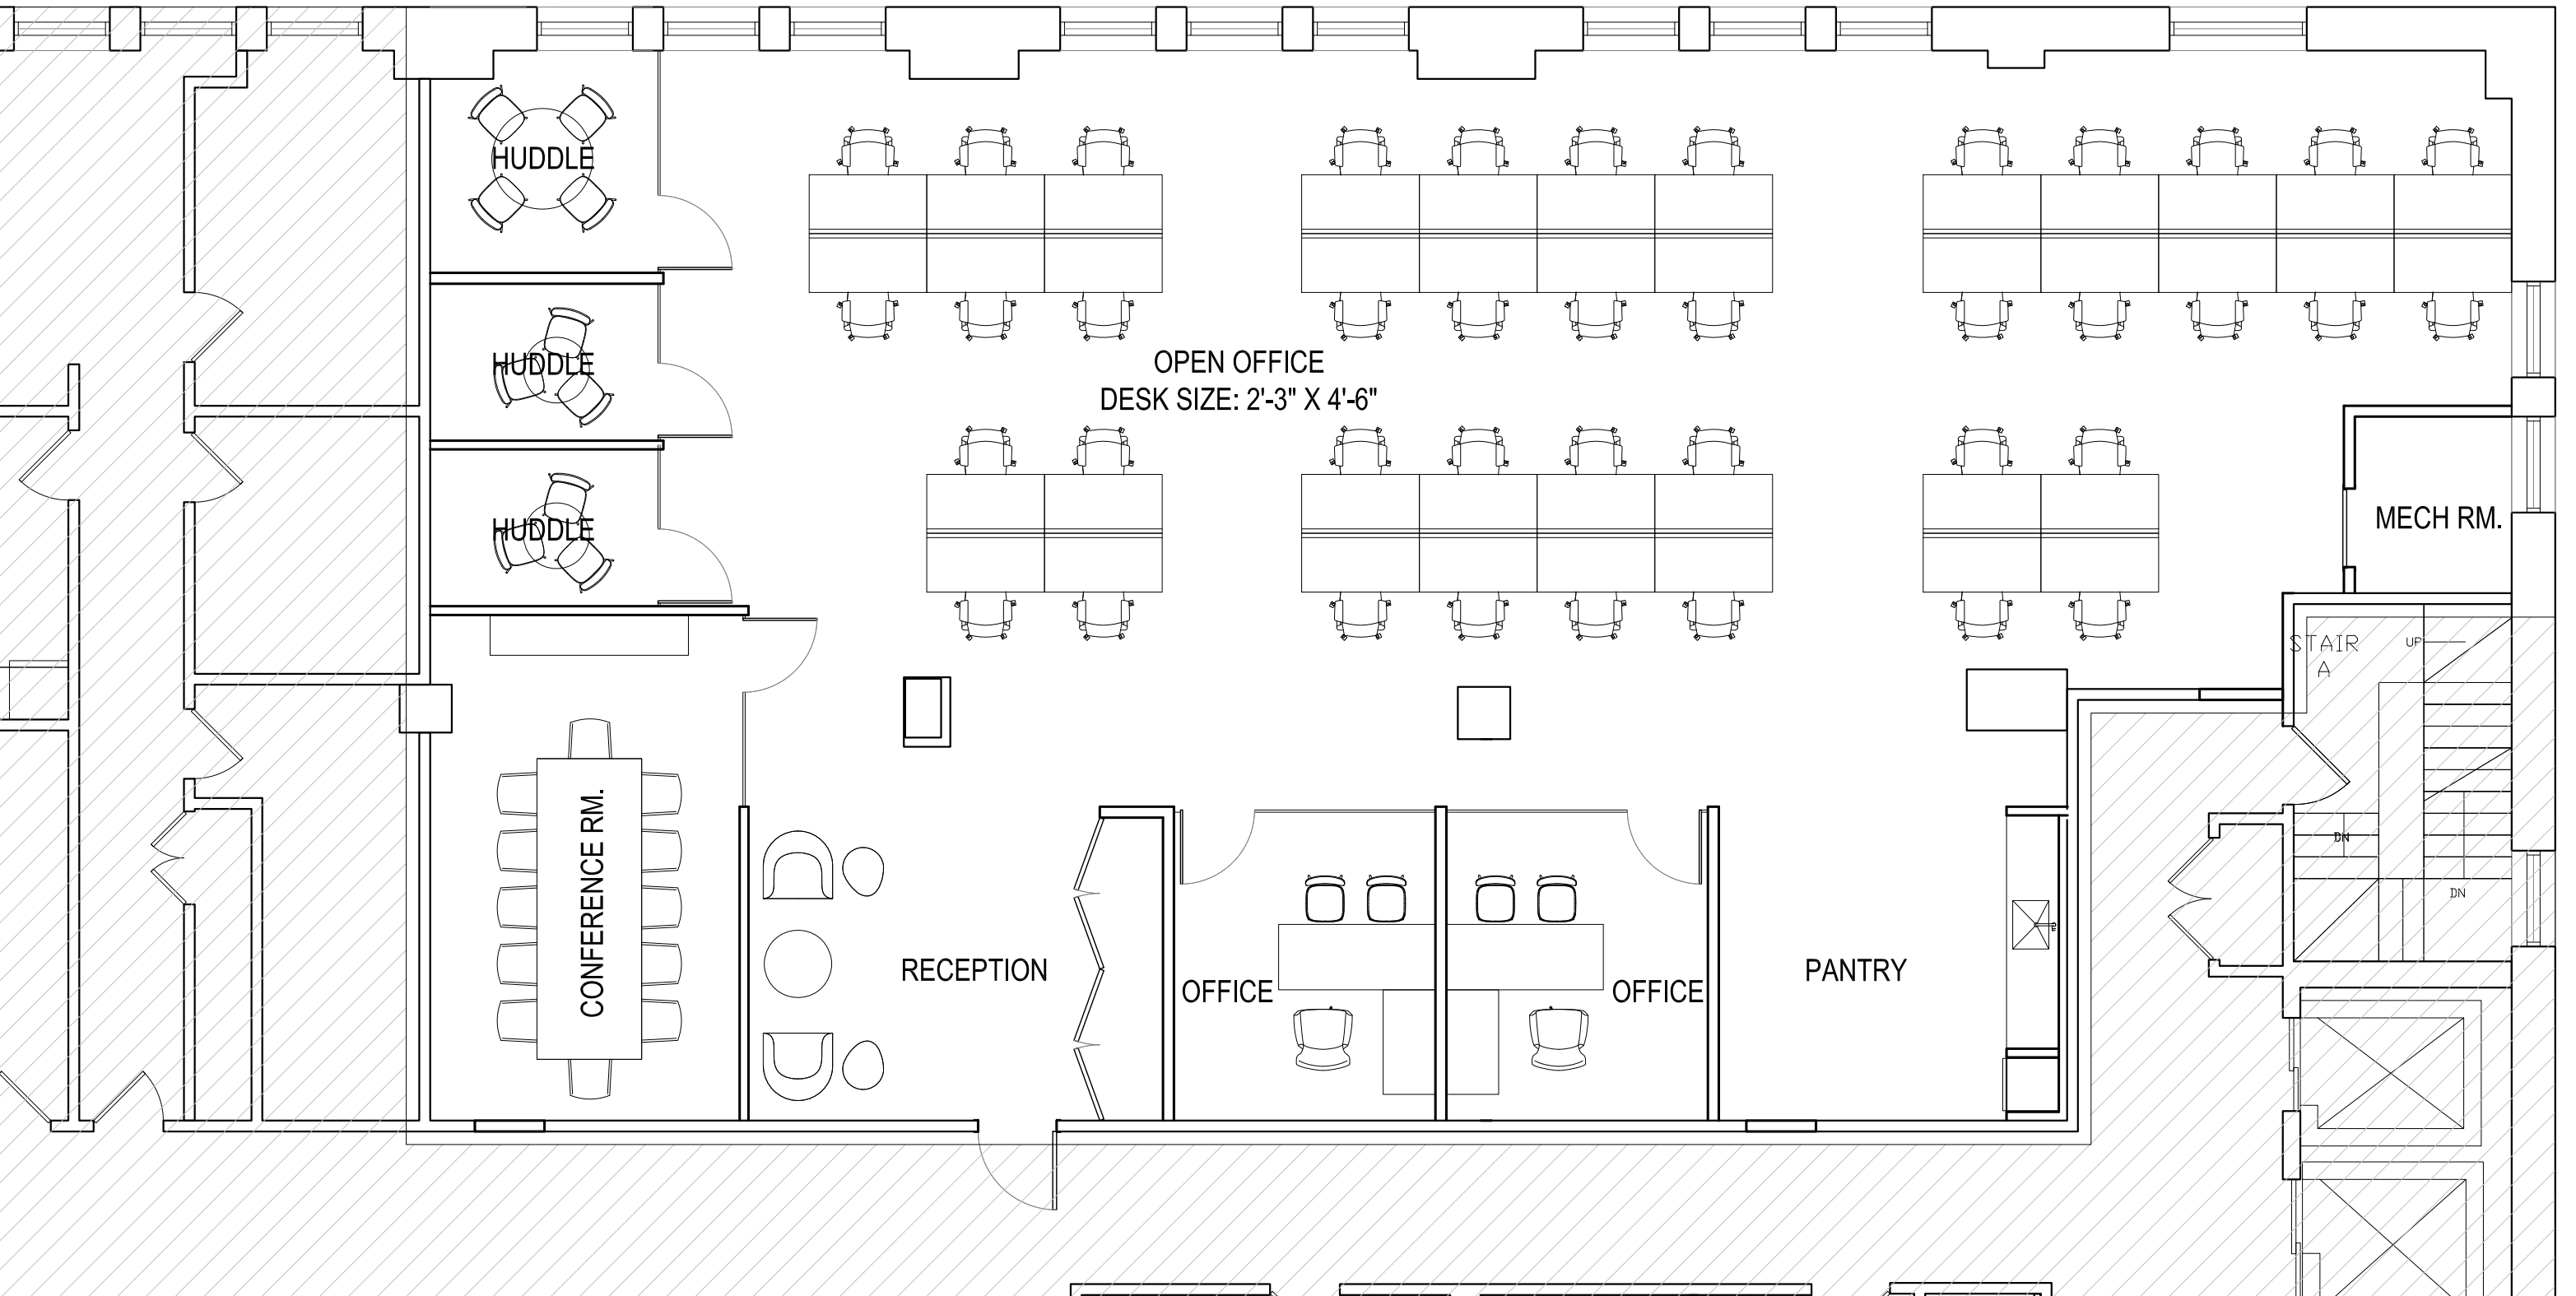 HUDDLE
HUDDLE
OPEN OFFICE
DESK SIZE: 2'-3" X 4'-6"
HUDDLE
MECH RM.
STAIR
A
UP
CONFERENCE RM.
DN
DN
RECEPTION
OFFICE
OFFICE
PANTRY